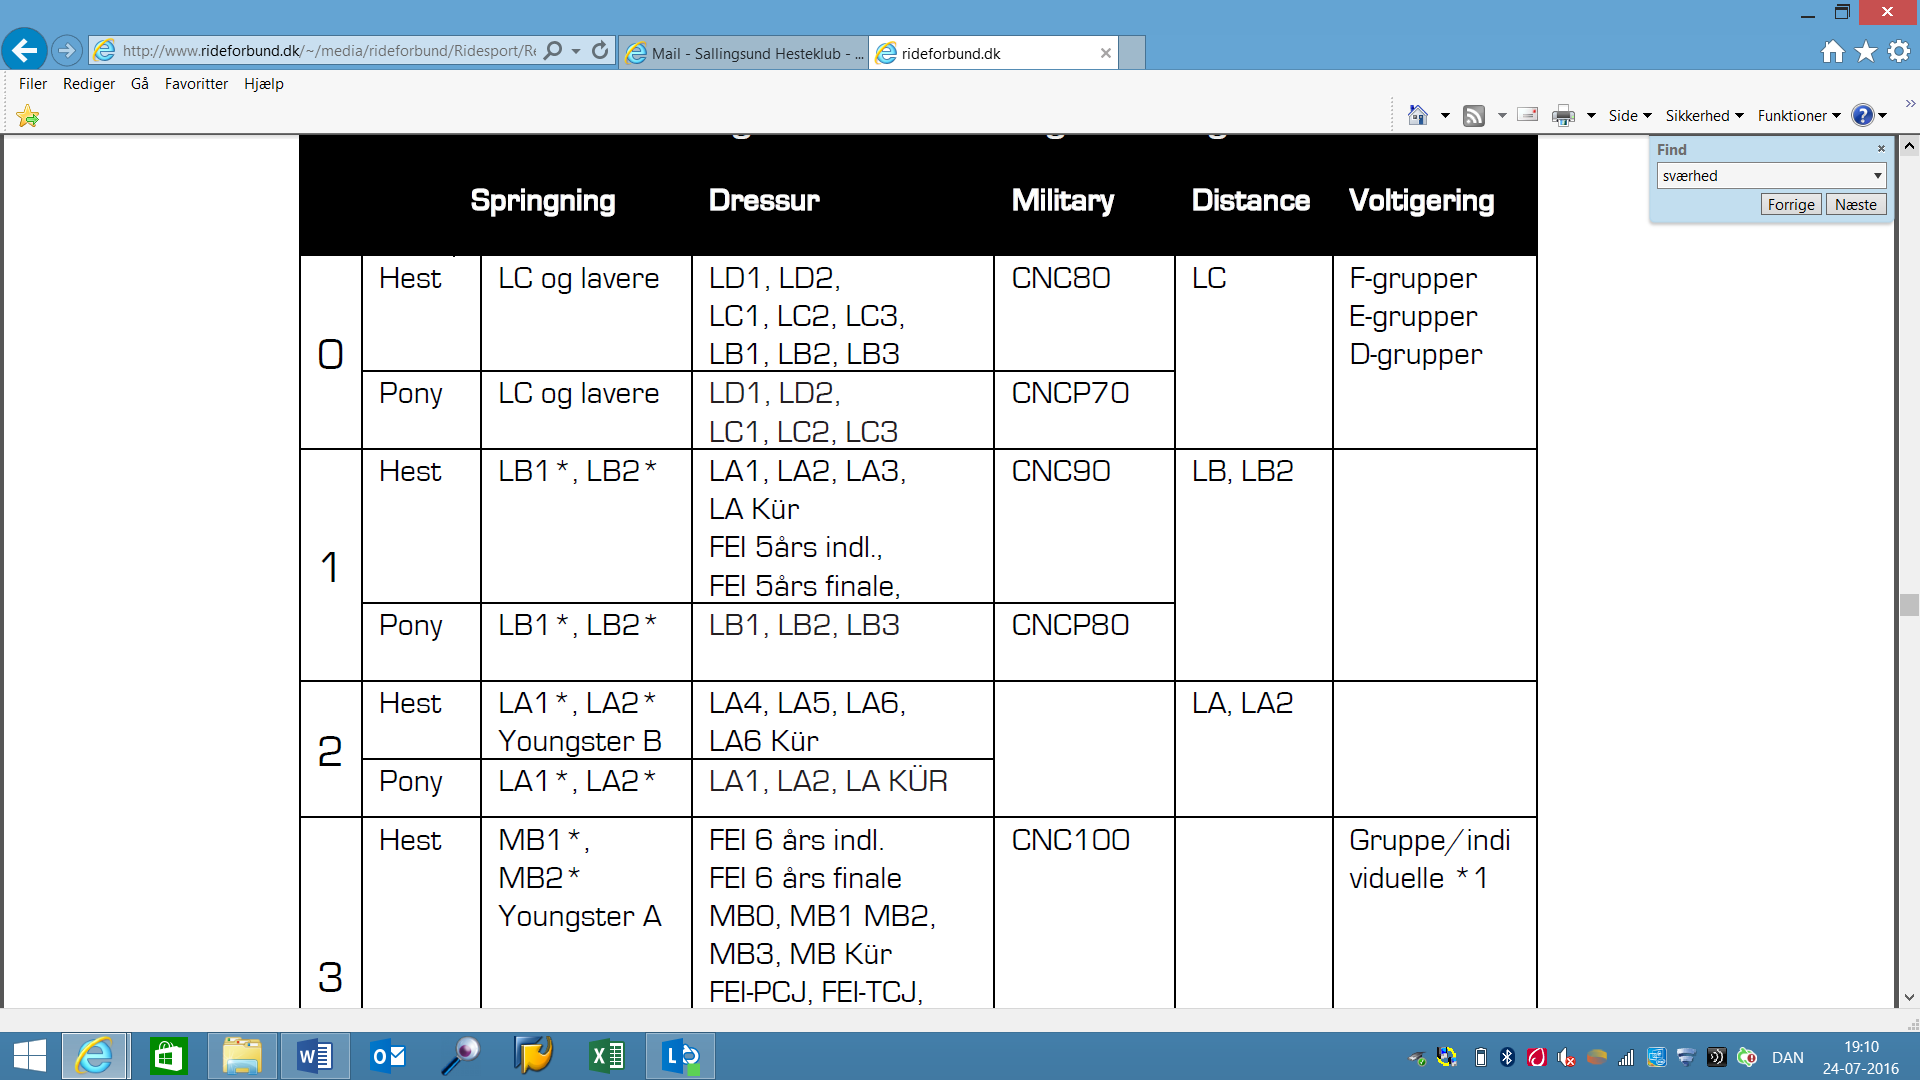 http://www.rideforbund.dk/~/media/rideforbund/Ridesport/Re
Mail - Sallingsund Hesteklub - ...
rideforbund.dk
Filer Rediger Gå Favoritter Hjælp
Side Sikkerhed Funktioner
Find
sværhed
Forrige Næste
Springning Dressur Military Distance Voltigering
0
Hest
LC og lavere
LD1, LD2,
LC1, LC2, LC3,
LB1, LB2, LB3
CNC80
LC
F-grupper
E-grupper
D-grupper
Pony
LC og lavere
LD1, LD2,
LC1, LC2, LC3
CNCP70
1
Hest
LB1*, LB2*
LA1, LA2, LA3,
LA Kür
FEI 5års indl.,
FEI 5års finale,
CNC90
LB, LB2
Pony
LB1*, LB2*
LB1, LB2, LB3
CNCP80
2
Hest
LA1*, LA2*
Youngster B
LA4, LA5, LA6,
LA6 Kür
LA, LA2
Pony
LA1*, LA2*
LA1, LA2, LA KÜR
3
Hest
MB1*,
MB2*
Youngster A
FEI 6 års indl.
FEI 6 års finale
MB0, MB1 MB2,
MB3, MB Kür
FEI-PCJ, FEI-TCJ,
CNC100
Gruppe/indi
viduelle *1
DAN
19:10
24-07-2016